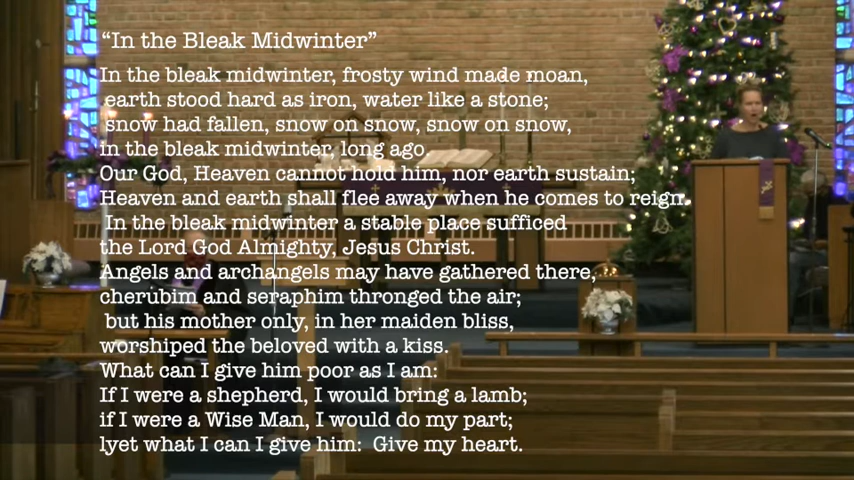 “In the Bleak Midwinter”
In the bleak midwinter, frosty wind made moan,
earth stood hard as iron, water like a stone;
snow had fallen, snow on snow, snow on snow,
in the bleak midwinter, long ago
Our God, Heaven cannot hold him, nor earth sustain;
Heaven and earth shall flee away when he comes to reign.
In the bleak midwinter a stable place sufficed
the Lord God Almighty, Jesus Christ.
Angels and archangels may have gathered there,
cherubim and seraphim thronged the air;
but his mother only, in her maiden bliss,
worshiped the beloved with a kiss.
What can I give him poor as I am:
If I were a shepherd, I would bring a lamb;
if I were a Wise Man, I would do my part;
lyet what I can I give him:  Give my heart.